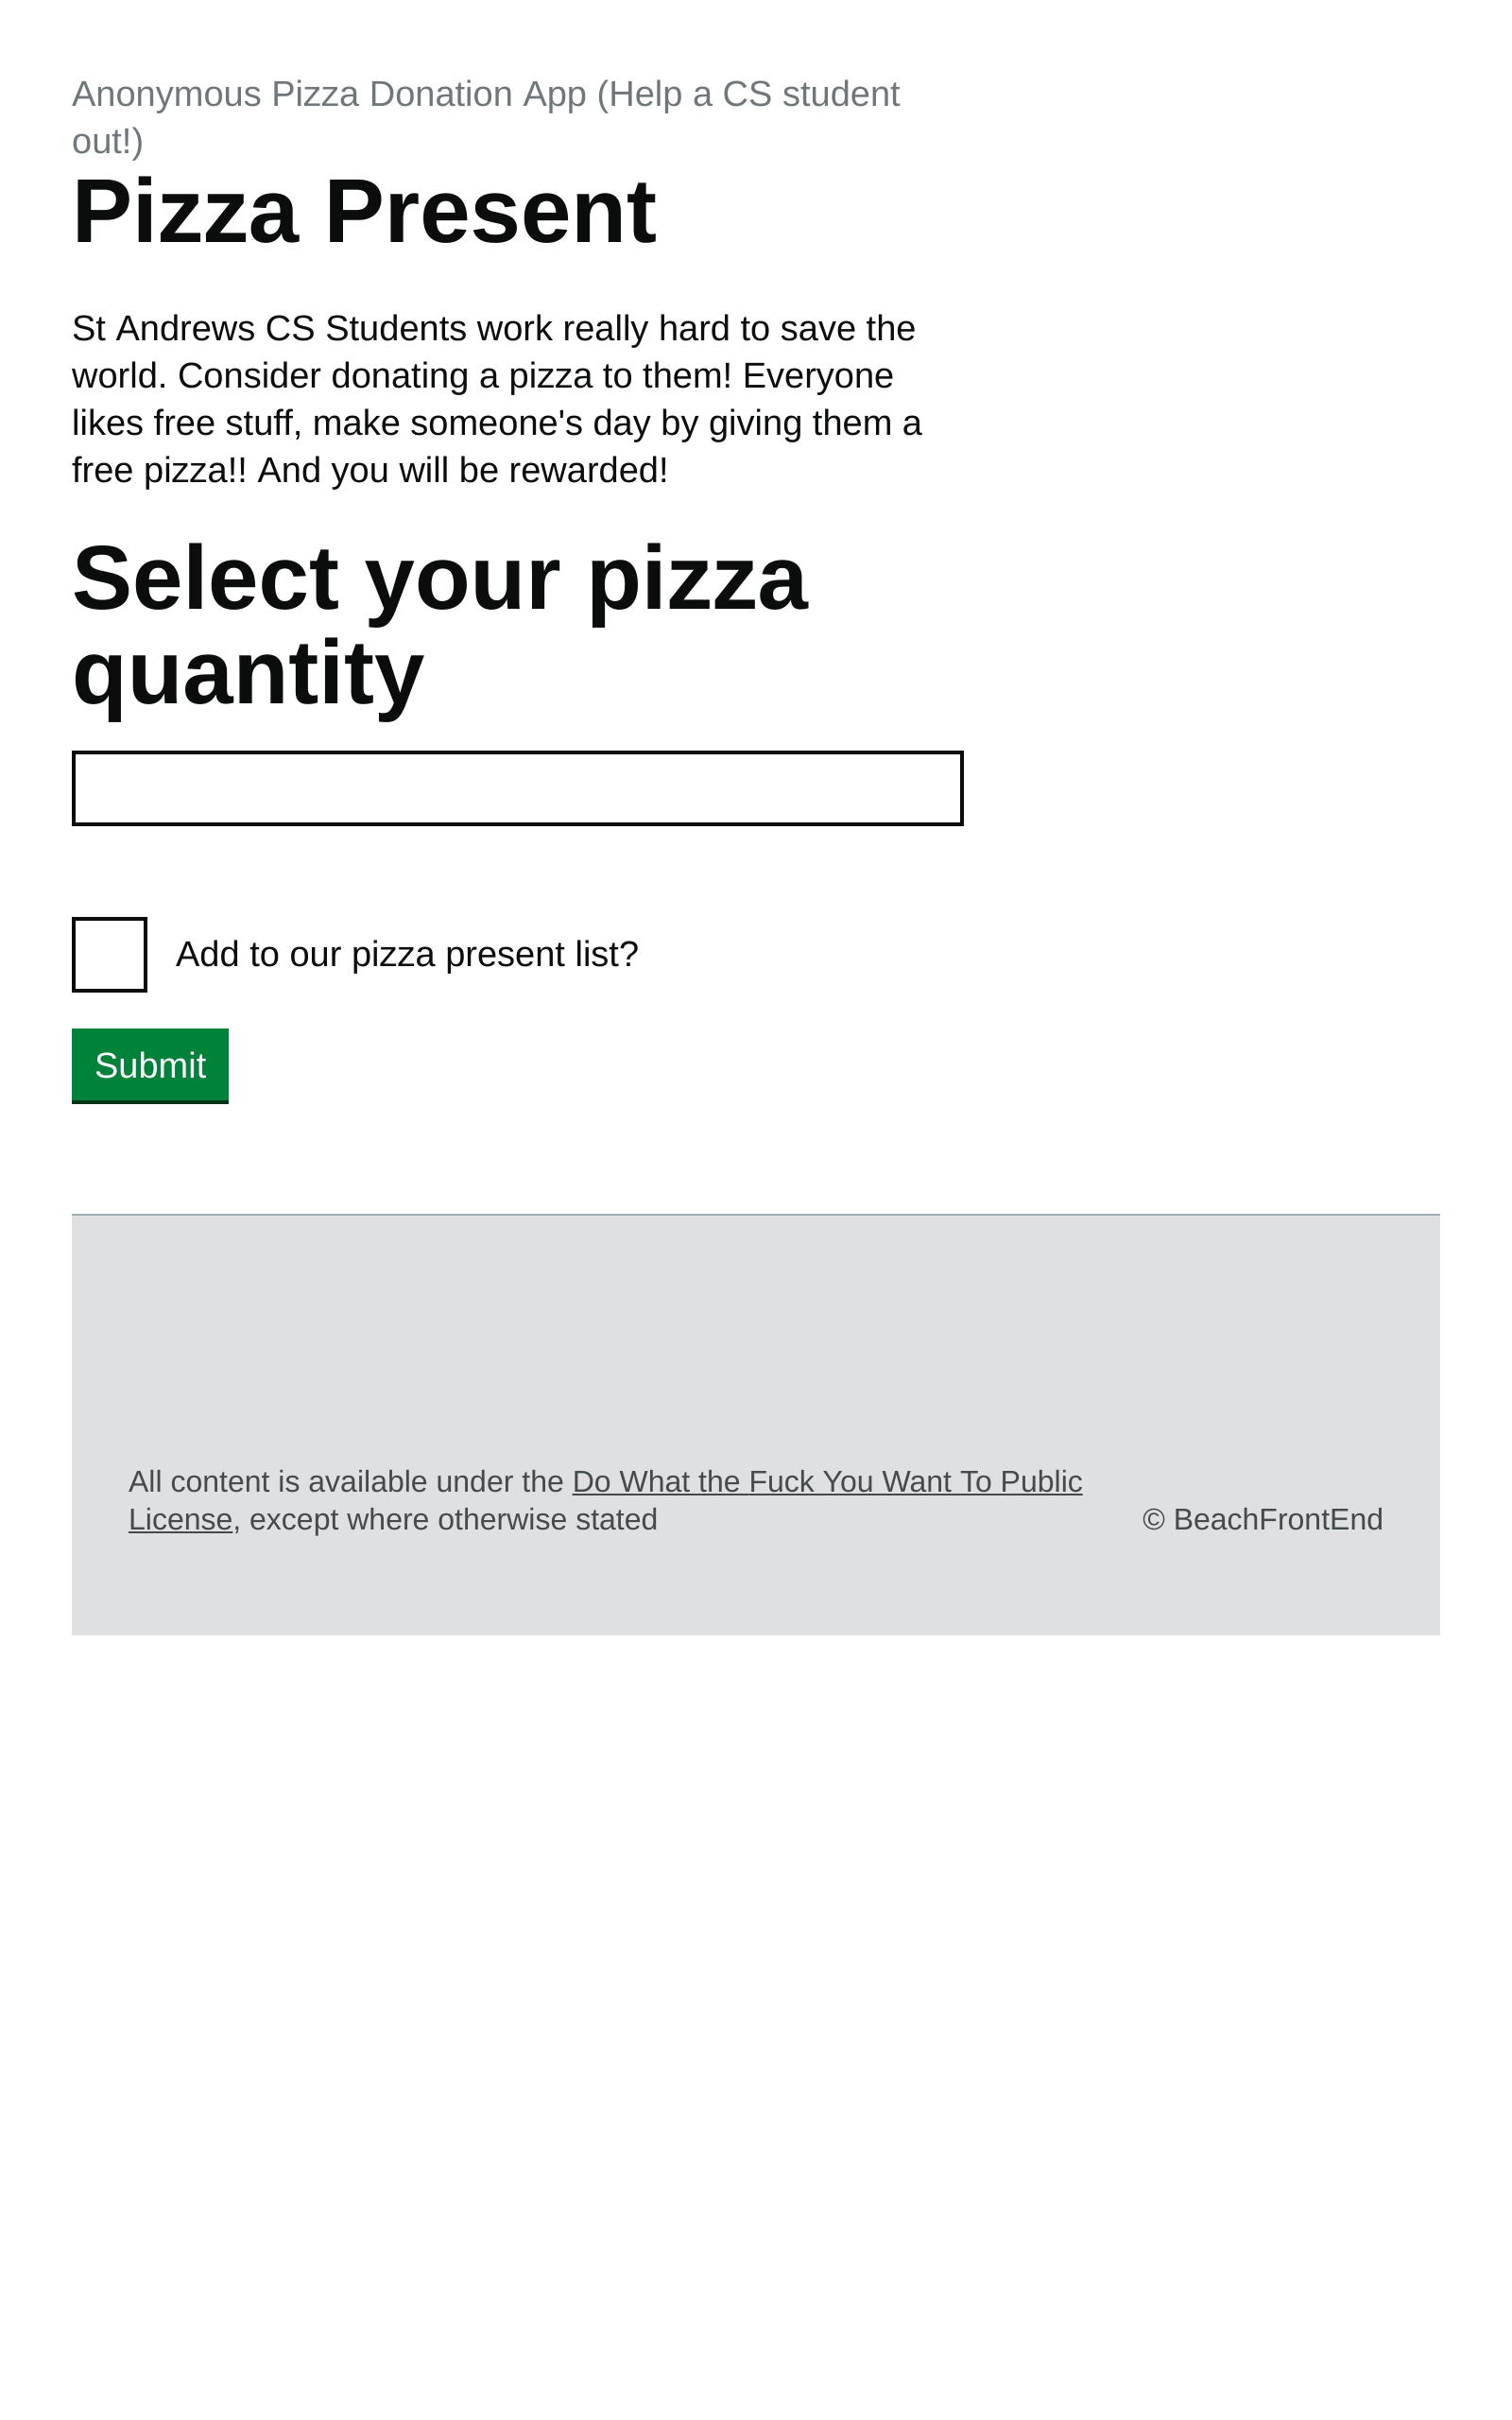 Anonymous Pizza Donation App (Help a CS student
out!)
Pizza Present
St Andrews CS Students work really hard to save the
world. Consider donating a pizza to them! Everyone
likes free stuff, make someone's day by giving them a
free pizza!! And you will be rewarded!
Select your pizza
quantity
Add to our pizza present list?
Submit
All content is available under the Do What the Fuck You Want To Public
License, except where otherwise stated
© BeachFrontEnd